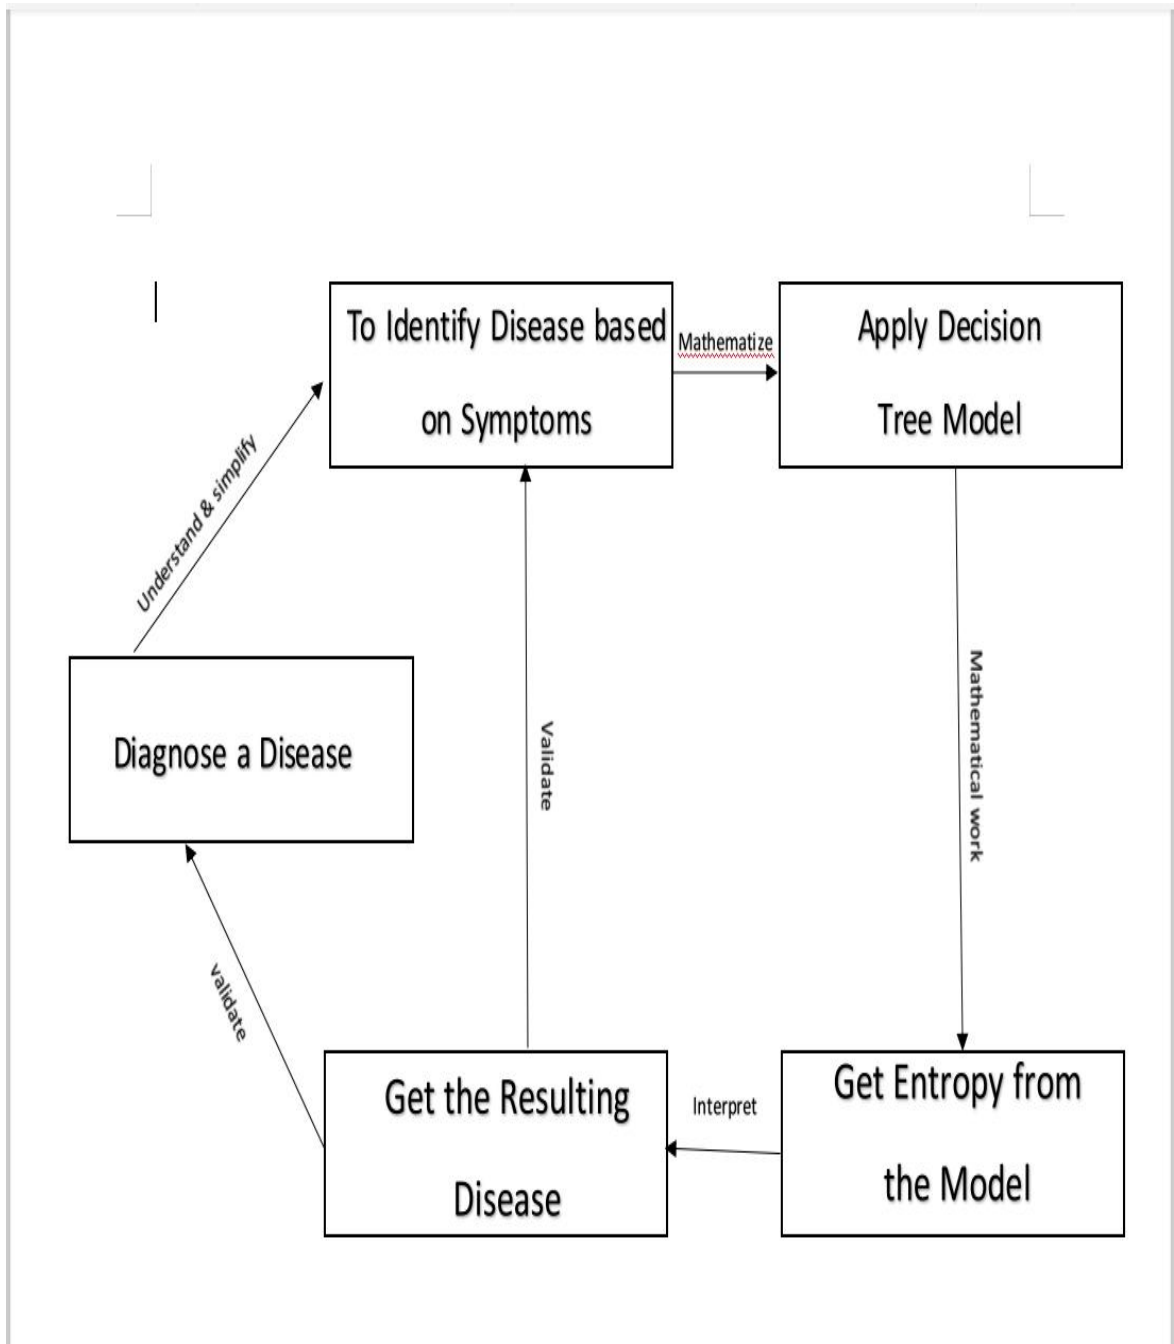 To Identify Disease based
on Symptoms
Mathematize
Apply Decision
Tree Model
Understand & simplify
Diagnose a Disease
Validate
Mathematical work
validate
Get the Resulting
Disease
Interpret
Get Entropy from
the Model